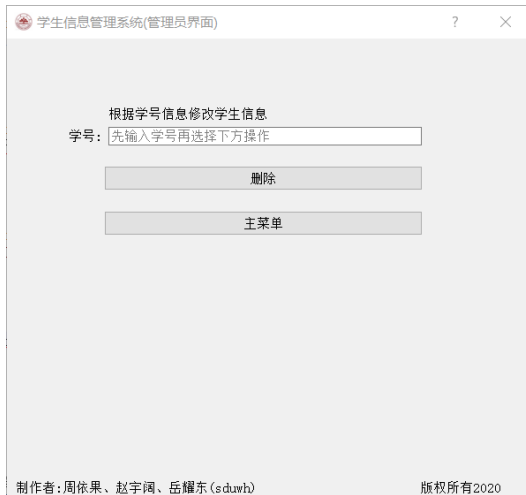 学生信息管理系统(管理员界面)
根据学号信息修改学生信息
学号: 先输入学号再选择下方操作
删除
主菜单
制作者:周依果、赵宇阔、岳耀东(sduwh) 版权所有2020